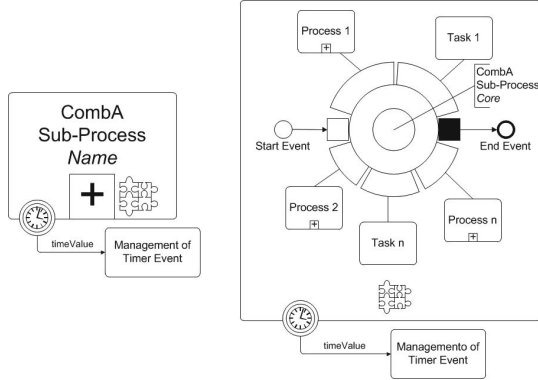 CombA
Sub-Process
Name
timeValue
Management of
Timer Event
Process 1
Task 1
CombA
Sub-Process
Core
Start Event
End Event
Process 2
Task n
Process n
timeValue
Managemento of
Timer Event